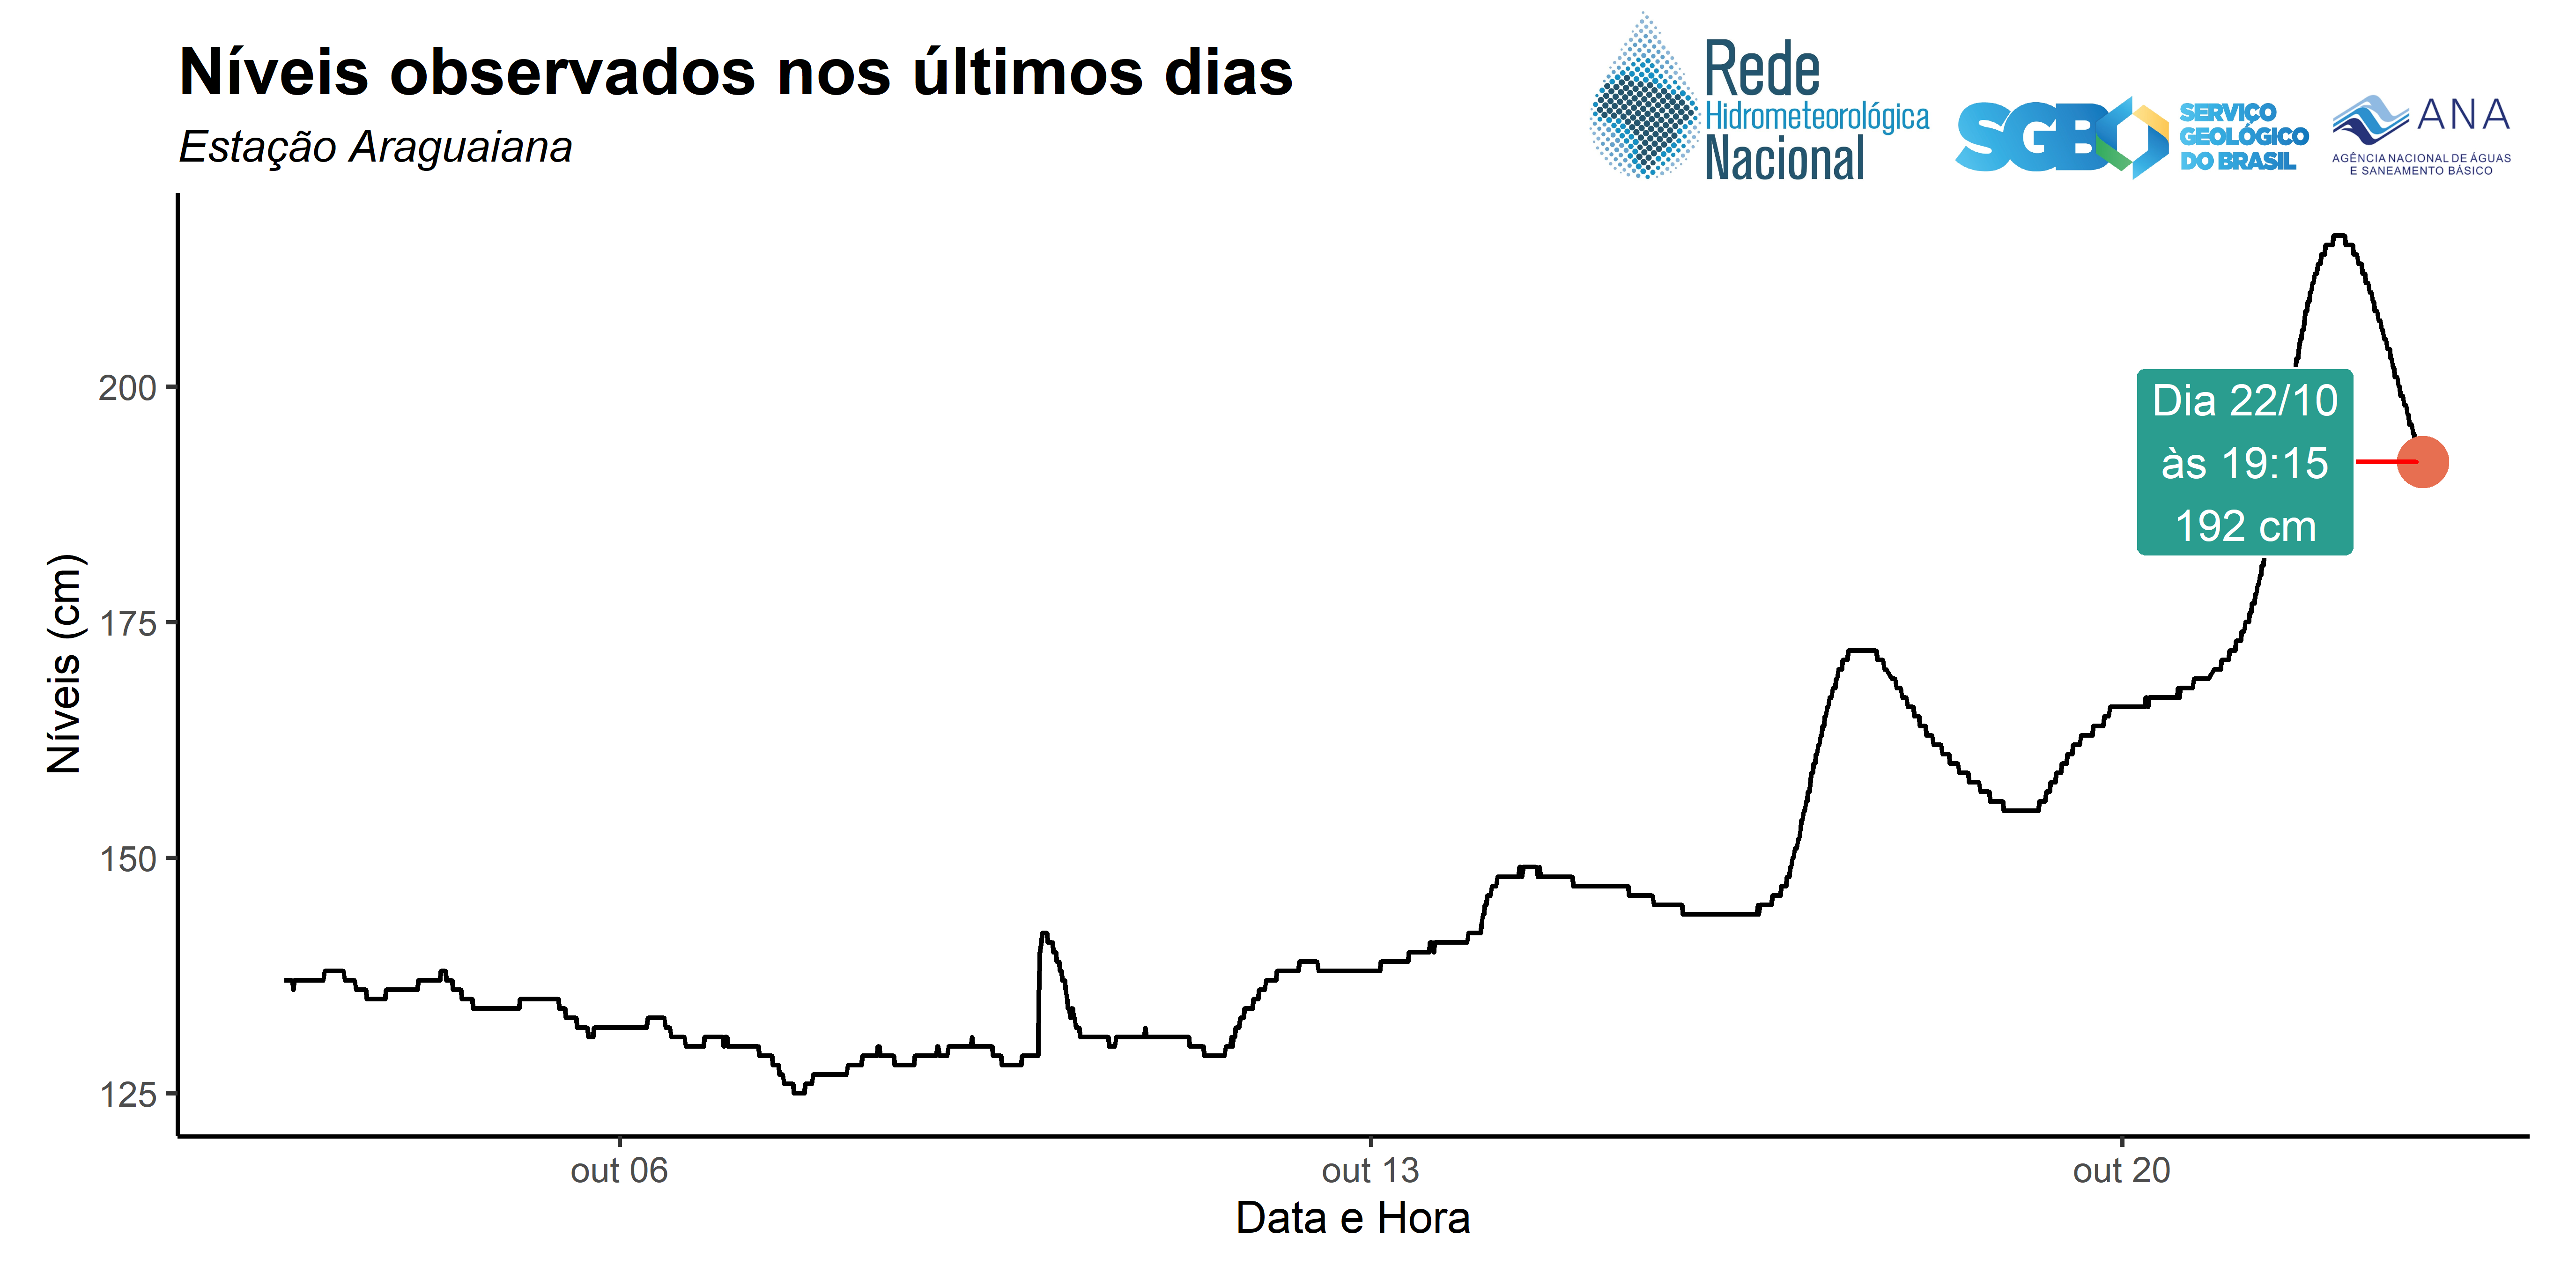 Níveis observados nos últimos dias
Estação Araguaiana
Rede
Hidrometeorológica
Nacional
SGB
SERVIÇO
GEOLÓGICO
DO BRASIL
ANA
AGÊNCIA NACIONAL DE ÁGUAS
E SANEAMENTO BÁSICO
Níveis (cm)
200
175
150
125
Dia 22/10
às 19:15
192 cm
out 06
out 13
out 20
Data e Hora